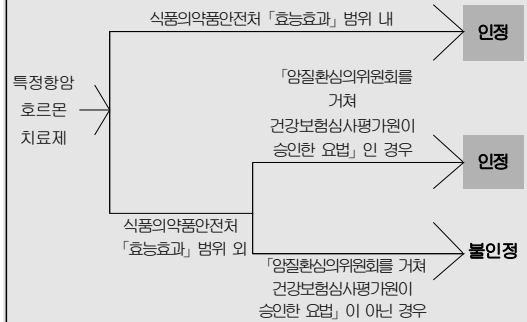 식품의약품안전처「효능효과」범위 내
인정
특정항암
호르몬
치료제
「암질환심의위원회를
거쳐
건강보험심사평가원이
승인한 요법」인 경우
인정
식품의약품안전처
「효능효과」범위 외
불인정
「암질환심의위원회를 거쳐
건강보험심사평가원이
승인한 요법」이 아닌 경우